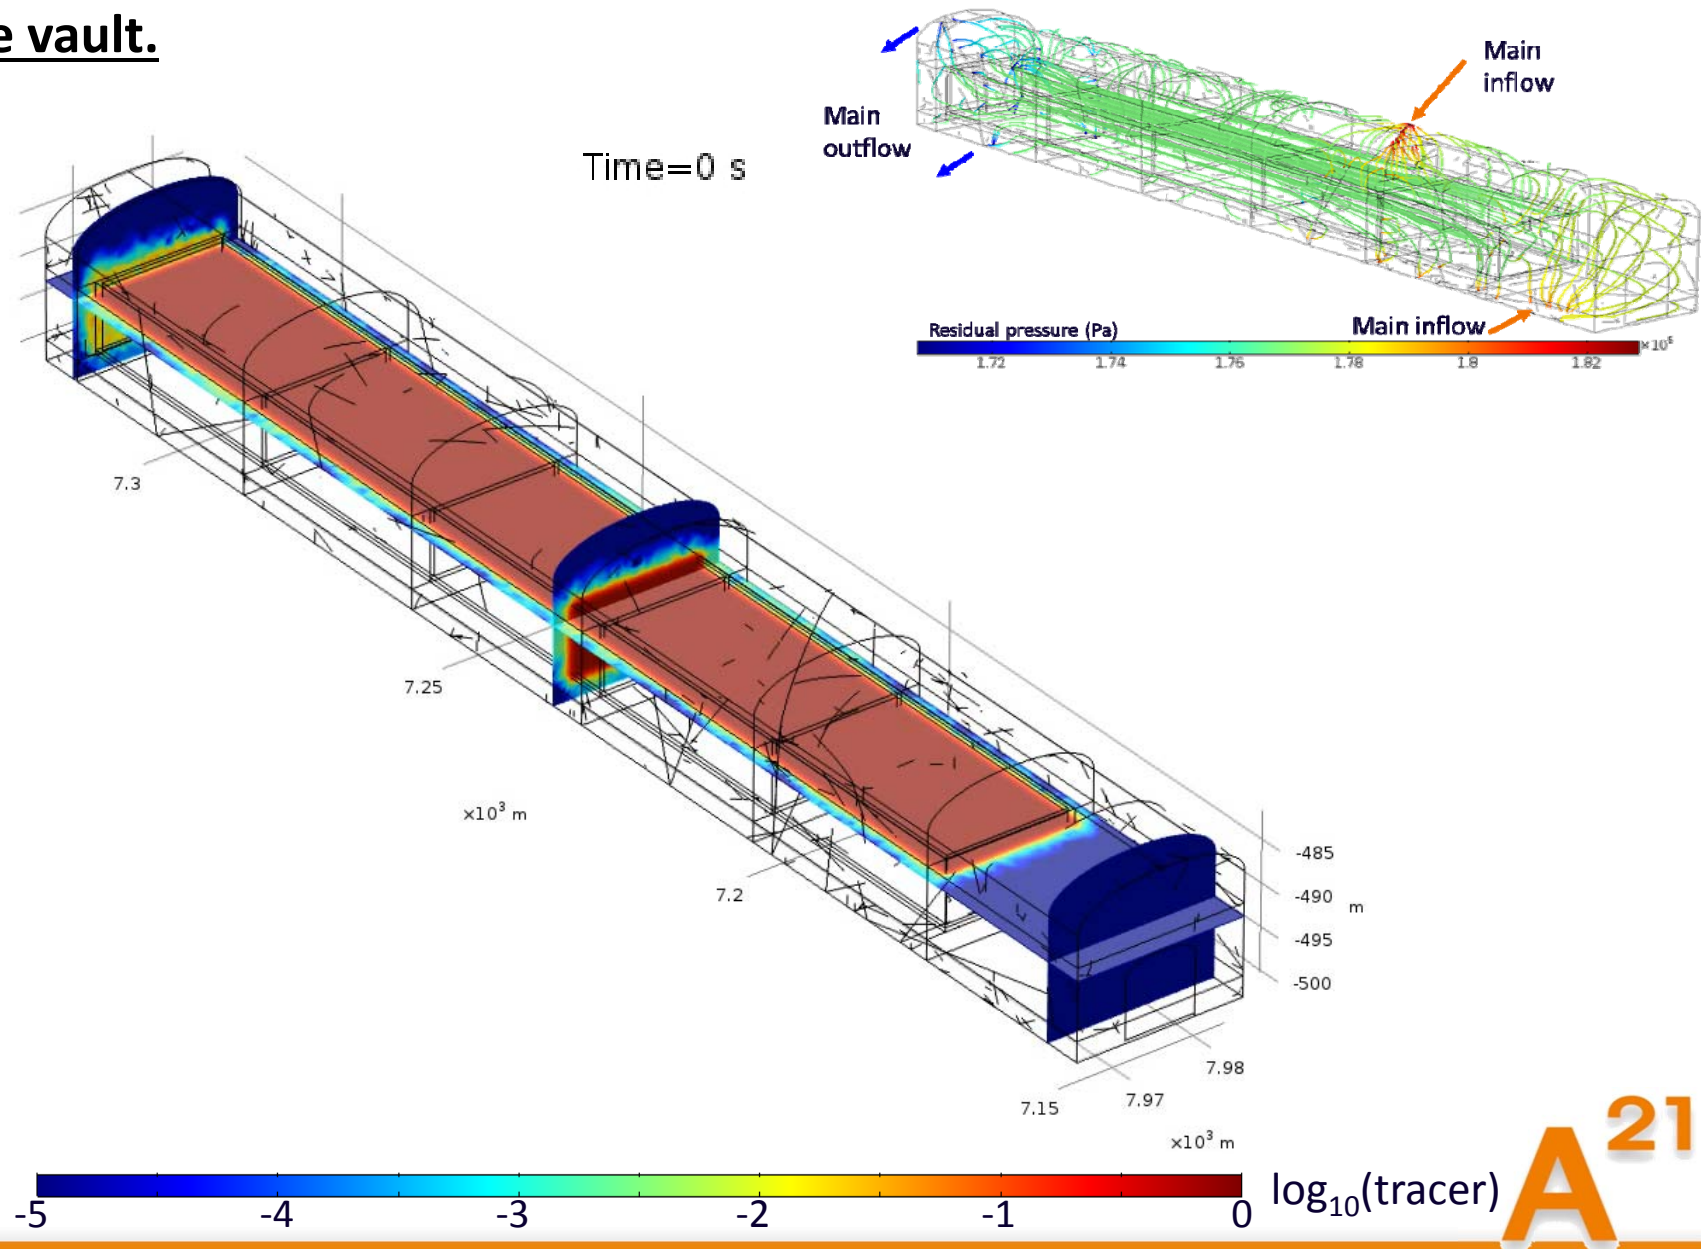 e vault.
Main
inflow
Main
outflow
Time=0 s
Main inflow
Residual pressure (Pa)
×10⁵
1.72 1.74 1.76 1.78 1.8 1.82
7.3
7.25
×10³ m
7.2
-485
-490 m
-495
-500
7.98
7.97
7.15
×10³ m
log₁₀(tracer)
-5 -4 -3 -2 -1 0
A²¹